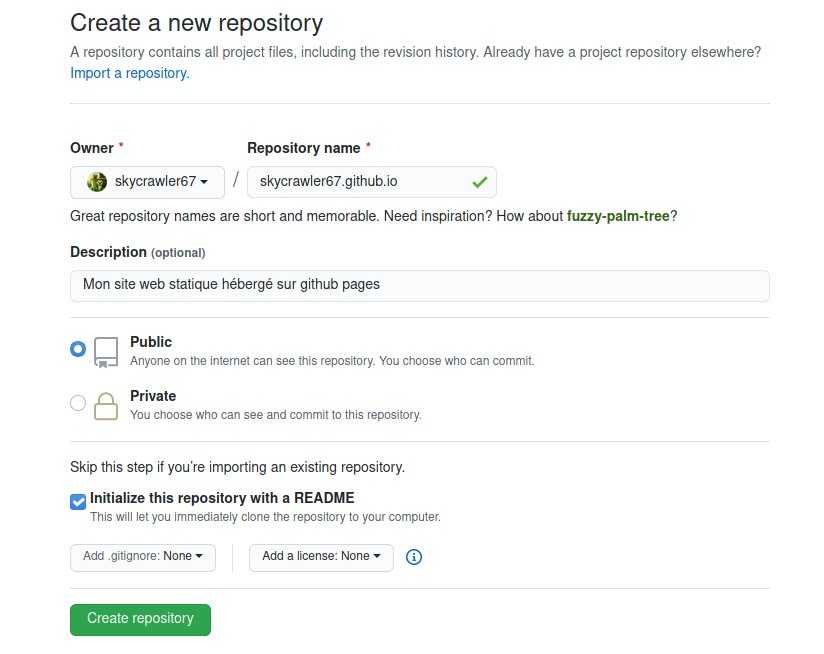 Create a new repository
A repository contains all project files, including the revision history. Already have a project repository elsewhere?
Import a repository.
Owner * Repository name *
skycrawler67 / skycrawler67.github.io
Great repository names are short and memorable. Need inspiration? How about fuzzy-palm-tree?
Description (optional)
Mon site web statique hébergé sur github pages
Public
Anyone on the internet can see this repository. You choose who can commit.
Private
You choose who can see and commit to this repository.
Skip this step if you’re importing an existing repository.
Initialize this repository with a README
This will let you immediately clone the repository to your computer.
Add .gitignore: None Add a license: None
Create repository